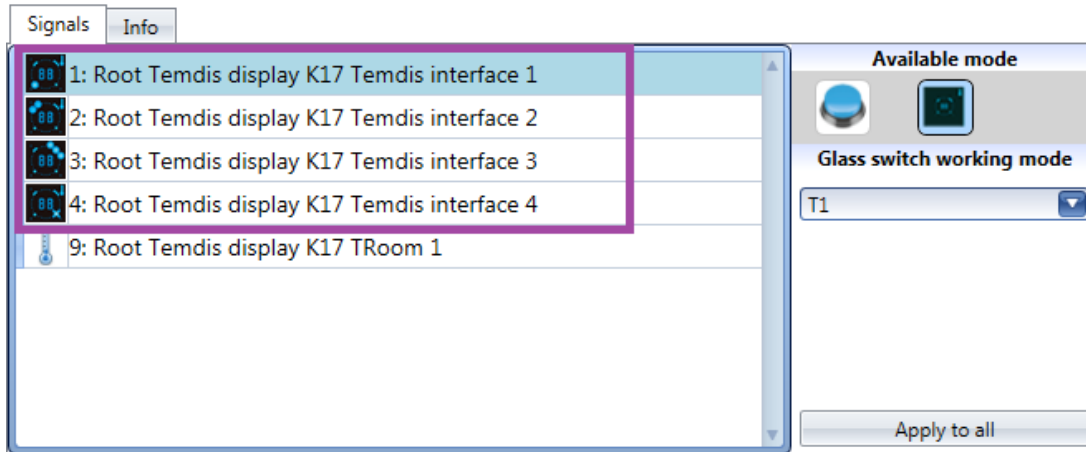 Signals
Info
1: Root Temdis display K17 Temdis interface 1
2: Root Temdis display K17 Temdis interface 2
3: Root Temdis display K17 Temdis interface 3
4: Root Temdis display K17 Temdis interface 4
9: Root Temdis display K17 TRoom 1
Available mode
Glass switch working mode
T1
Apply to all